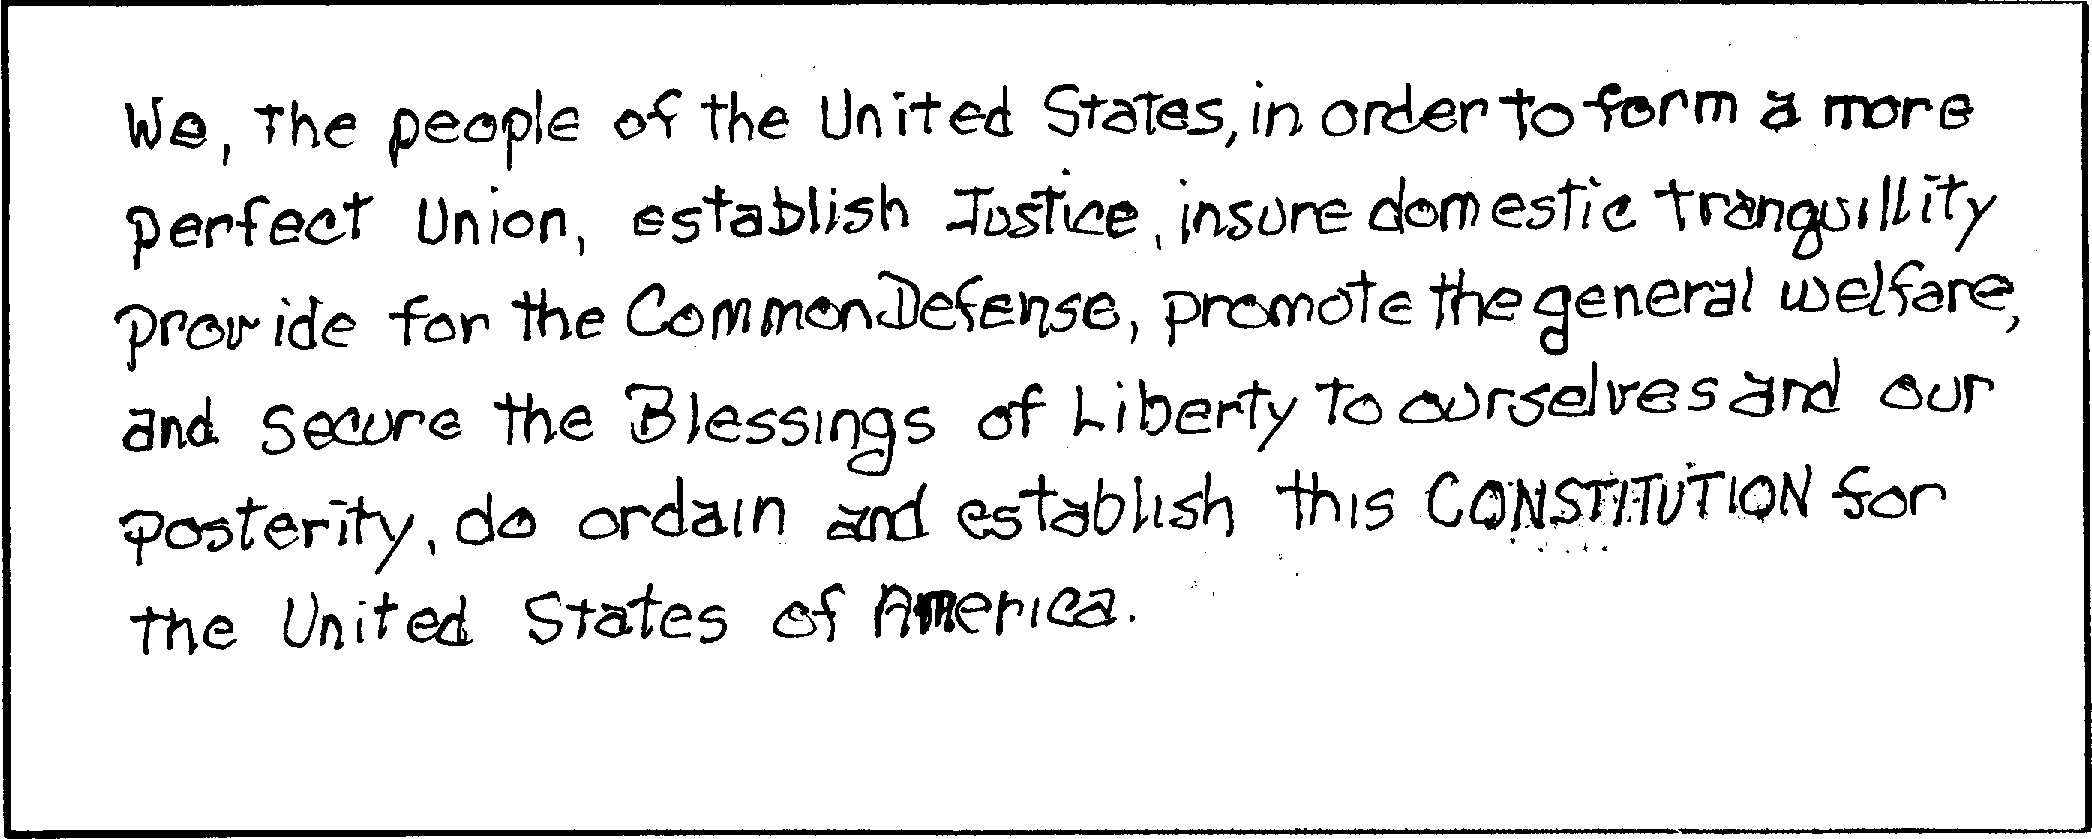 We, the people of the United States, in order to form a more
perfect Union, establish Justice, insure domestic tranquillity
provide for the Common Defense, promote the general welfare,
and secure the Blessings of Liberty to ourselves and our
posterity, do ordain and establish this CONSTITUTION for
the United States of America.